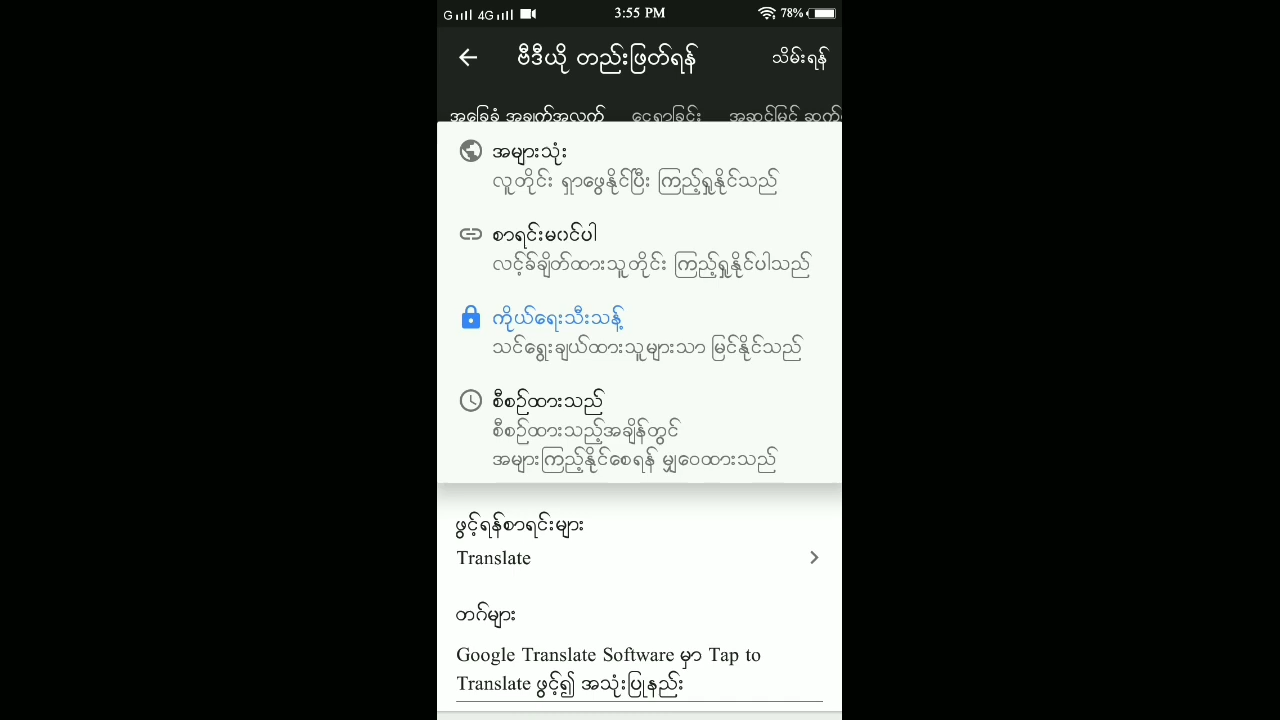 G 4G 3:55 PM 78%
ဗီဒီယို တည်းဖြတ်ရန် သိမ်းရန်
အခြေခံ အချက်အလက် ငွေရှာခြင်း အဆင့်မြင့်
အများသုံး
လူတိုင်း ရှာဖွေနိုင်ပြီး ကြည့်ရှုနိုင်သည်
စာရင်းမဝင်ပါ
လင့်ခ်ချိတ်ထားသူတိုင်း ကြည့်ရှုနိုင်ပါသည်
ကိုယ်ရေးသီးသန့်
သင်ရွေးချယ်ထားသူများသာ မြင်နိုင်သည်
စီစဉ်ထားသည်
စီစဉ်ထားသည့်အချိန်တွင်
အများကြည့်နိုင်စေရန် မျှဝေထားသည်
ဖွင့်ရန်စာရင်းများ
Translate
တဂ်များ
Google Translate Software မှာ Tap to
Translate ဖွင့်၍ အသုံးပြုနည်း